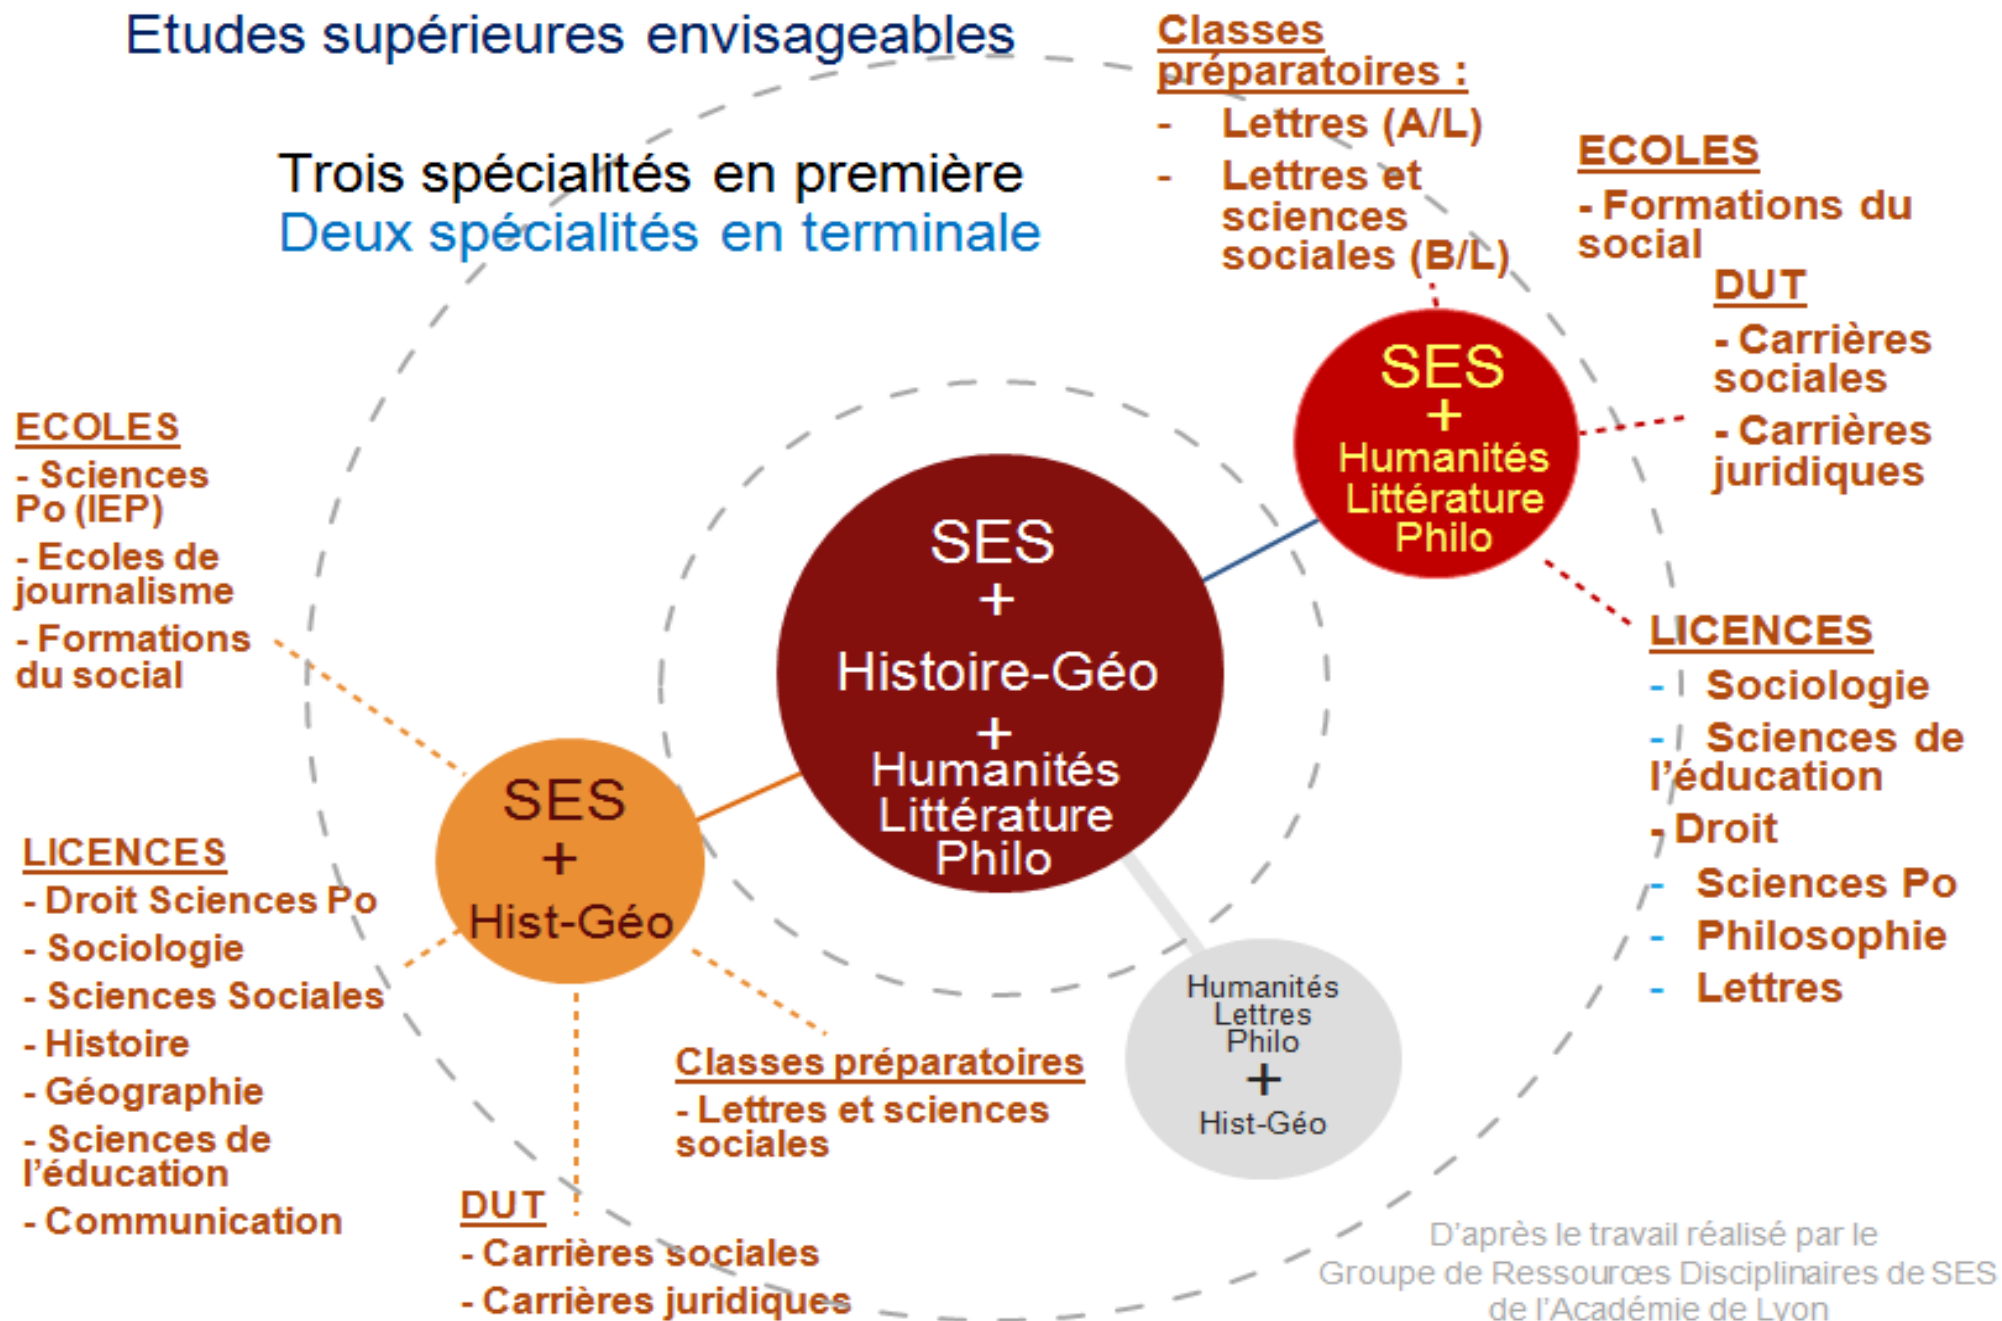 Etudes supérieures envisageables
Trois spécialités en première
Deux spécialités en terminale
Classes
préparatoires :
- Lettres (A/L)
- Lettres et
sciences
sociales (B/L)
ECOLES
- Formations du
social
DUT
- Carrières
sociales
- Carrières
juridiques
SES
+
Humanités
Littérature
Philo
LICENCES
- Sociologie
- Sciences de
l'éducation
- Droit
- Sciences Po
- Philosophie
- Lettres
SES
+
Histoire-Géo
+
Humanités
Littérature
Philo
ECOLES
- Sciences
Po (IEP)
- Ecoles de
journalisme
- Formations
du social
SES
+
Hist-Géo
LICENCES
- Droit Sciences Po
- Sociologie
- Sciences Sociales
- Histoire
- Géographie
- Sciences de
l'éducation
- Communication
DUT
- Carrières sociales
- Carrières juridiques
Classes préparatoires
- Lettres et sciences
sociales
Humanités
Lettres
Philo
+
Hist-Géo
D'après le travail réalisé par le
Groupe de Ressources Disciplinaires de SES
de l'Académie de Lyon